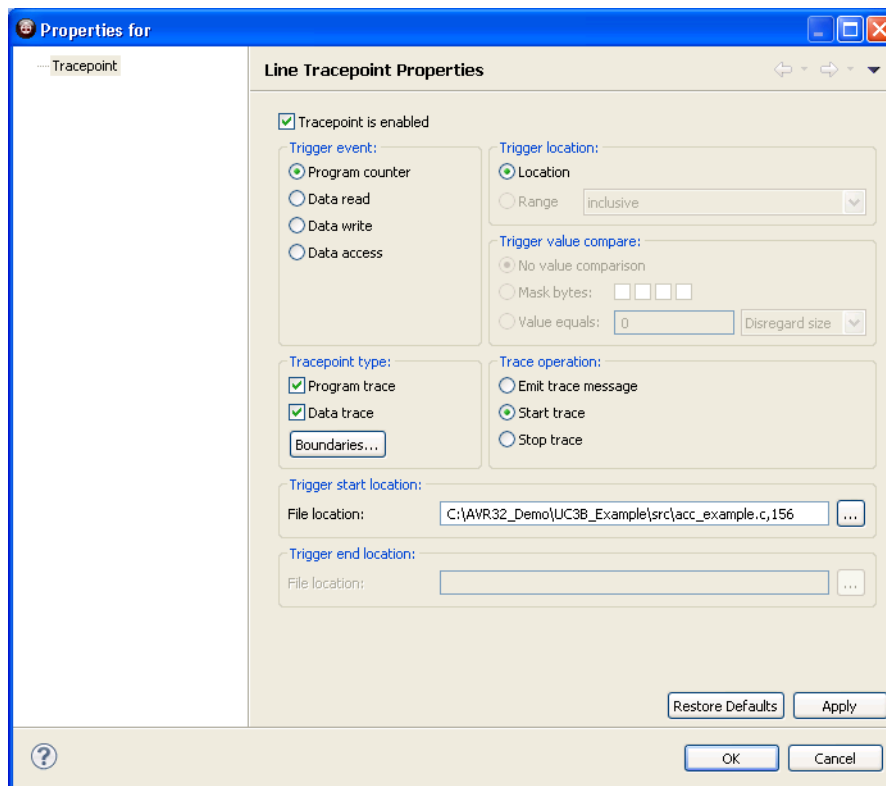 Properties for
Tracepoint
Line Tracepoint Properties
Tracepoint is enabled
Trigger event:
Program counter
Data read
Data write
Data access
Trigger location:
Location
Range inclusive
Trigger value compare:
No value comparison
Mask bytes:
Value equals: 0 Disregard size
Tracepoint type:
Program trace
Data trace
Boundaries...
Trace operation:
Emit trace message
Start trace
Stop trace
Trigger start location:
File location: C:\AVR32_Demo\UC3B_Example\src\acc_example.c,156 ...
Trigger end location:
File location: ...
Restore Defaults Apply
? OK Cancel